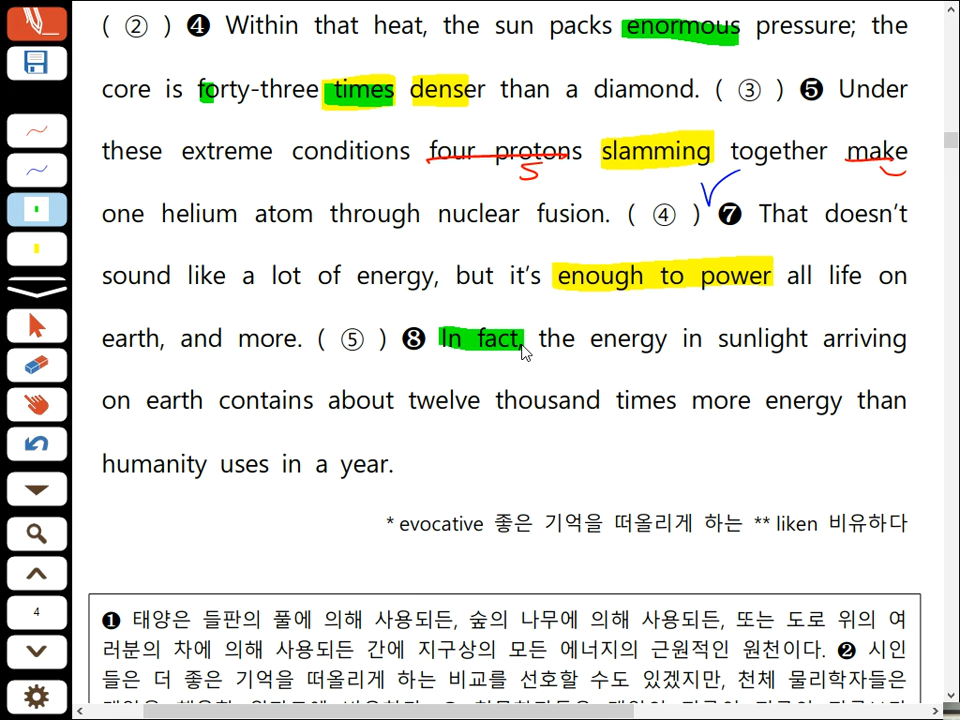 ( ② ) ❹ Within that heat, the sun packs enormous pressure; the
core is forty-three times denser than a diamond. ( ③ ) ❺ Under
these extreme conditions four protons slamming together make
S
one helium atom through nuclear fusion. ( ④ ) ❼ That doesn't
sound like a lot of energy, but it's enough to power all life on
earth, and more. ( ⑤ ) ❽ In fact, the energy in sunlight arriving
on earth contains about twelve thousand times more energy than
humanity uses in a year.
* evocative 좋은 기억을 떠올리게 하는 ** liken 비유하다
4
❶ 태양은 들판의 풀에 의해 사용되든, 숲의 나무에 의해 사용되든, 또는 도로 위의 여
러분의 차에 의해 사용되든 간에 지구상의 모든 에너지의 근원적인 원천이다. ❷ 시인
들은 더 좋은 기억을 떠올리게 하는 비교를 선호할 수도 있겠지만, 천체 물리학자들은